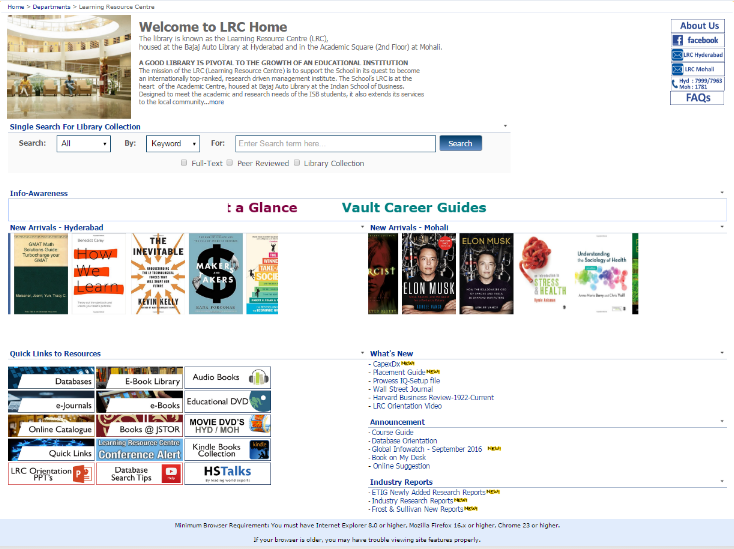 Home > Departments > Learning Resource Centre
Welcome to LRC Home
The library is known as the Learning Resource Centre (LRC),
housed at the Bajaj Auto Library at Hyderabad and in the Academic Square (2nd Floor) at Mohali.
A GOOD LIBRARY IS PIVOTAL TO THE GROWTH OF AN EDUCATIONAL INSTITUTION
The mission of the LRC (Learning Resource Centre) is to support the School in its quest to become
an internationally top-ranked, research driven management institute. The School's LRC is at the
heart of the Academic Centre, housed at Bajaj Auto Library at the Indian School of Business.
Designed to meet the academic and research needs of the ISB students, it also extends its services
to the local community...more
About Us
facebook
LRC Hyderabad
LRC Mohali
Hyd : 7999/7963
Moh : 1781
FAQs
Single Search For Library Collection
Search: All By: Keyword For: Enter Search term here.. Search
Full-Text Peer Reviewed Library Collection
Info-Awareness
t a Glance Vault Career Guides
New Arrivals - Hyderabad
GMAT Math
Solutions Guide
Turbocharge your
GMAT
Benedict Carey
How
We
Learn
THE
INEVITABLE
KEVIN KELLY
MAKERS
AND
TAKERS
New Arrivals - Mohali
ELON MUSK
ELON MUSK
STRESS
& HEALTH
Understanding
the Sociology of Health
Quick Links to Resources
Databases
E-Book Library
Audio Books
e-Journals
e-Books
Educational DVD
Online Catalogue
Books @ JSTOR
MOVIE DVD'S
HYD / MOH
Quick Links
Learning Resource Centre
Conference Alert
Kindle Books
Collection
LRC Orientation
PPT's
Database
Search Tips
HSTalks
By leading world experts
What's New
- CapexDx NEW!
- Placement Guide NEW!
- Prowess IQ-Setup file
- Wall Street Journal
- Harvard Business Review-1922-Current
- LRC Orientation Video
Announcement
- Course Guide
- Database Orientation
- Global Infowatch - September 2016 NEW!
- Book on My Desk
- Online Suggestion
Industry Reports
- ETIG Newly Added Research Reports NEW!
- Industry Research Reports NEW!
- Frost & Sullivan New Reports NEW!
Minimum Browser Requirement: You must have Internet Explorer 8.0 or higher, Mozilla Firefox 16.x or higher, Chrome 23 or higher.
If your browser is older, you may have trouble viewing site features properly.